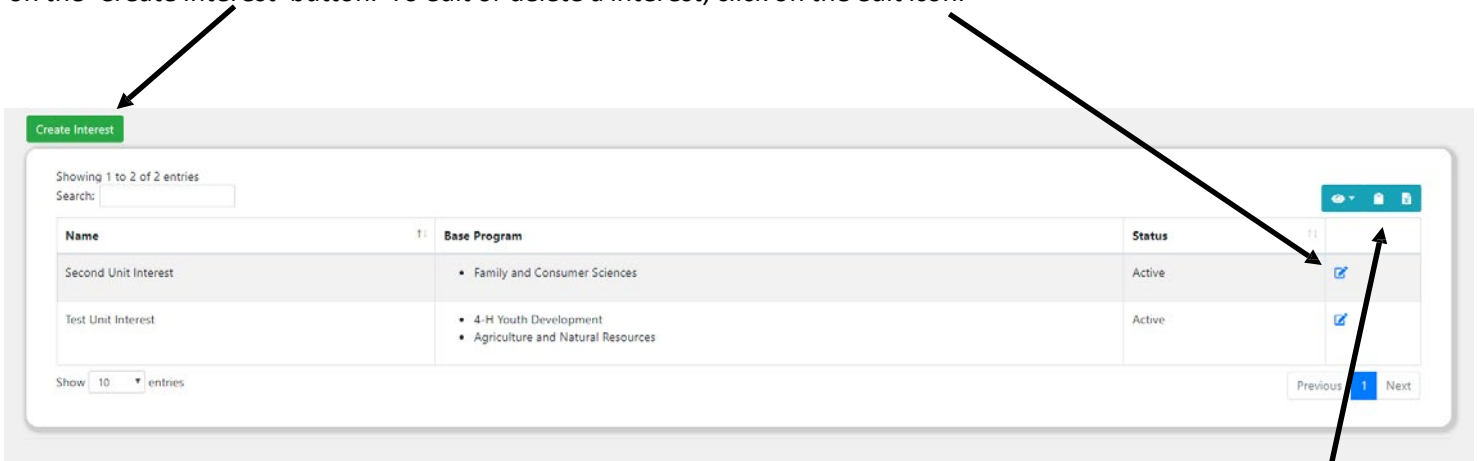 on the 'Create Interest' button. To edit or delete a interest, click on the edit icon.
Create Interest
Showing 1 to 2 of 2 entries
Search:
Name Base Program Status
Second Unit Interest • Family and Consumer Sciences Active
Test Unit Interest • 4-H Youth Development Active
• Agriculture and Natural Resources
Show 10 entries
Previous 1 Next